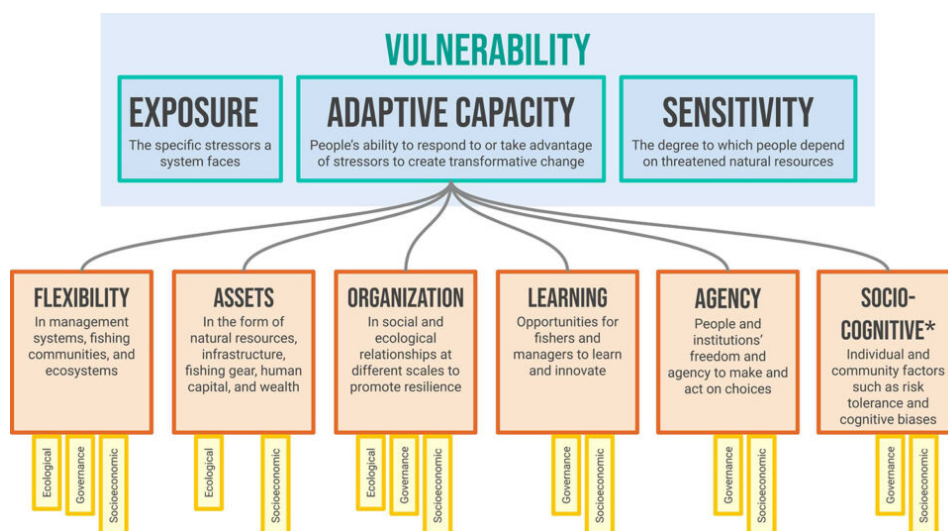 VULNERABILITY
EXPOSURE
The specific stressors a
system faces
ADAPTIVE CAPACITY
People's ability to respond to or take advantage
of stressors to create transformative change
SENSITIVITY
The degree to which people depend
on threatened natural resources
FLEXIBILITY
In management
systems, fishing
communities, and
ecosystems
ASSETS
In the form of
natural resources,
infrastructure,
fishing gear, human
capital, and wealth
ORGANIZATION
In social and
ecological
relationships at
different scales to
promote resilience
LEARNING
Opportunities for
fishers and
managers to learn
and innovate
AGENCY
People and
institutions'
freedom and
agency to make and
act on choices
SOCIO-
COGNITIVE*
Individual and
community factors
such as risk
tolerance and
cognitive biases
Ecological
Governance
Socioeconomic
Ecological
Socioeconomic
Ecological
Governance
Socioeconomic
Governance
Socioeconomic
Governance
Socioeconomic
Governance
Socioeconomic